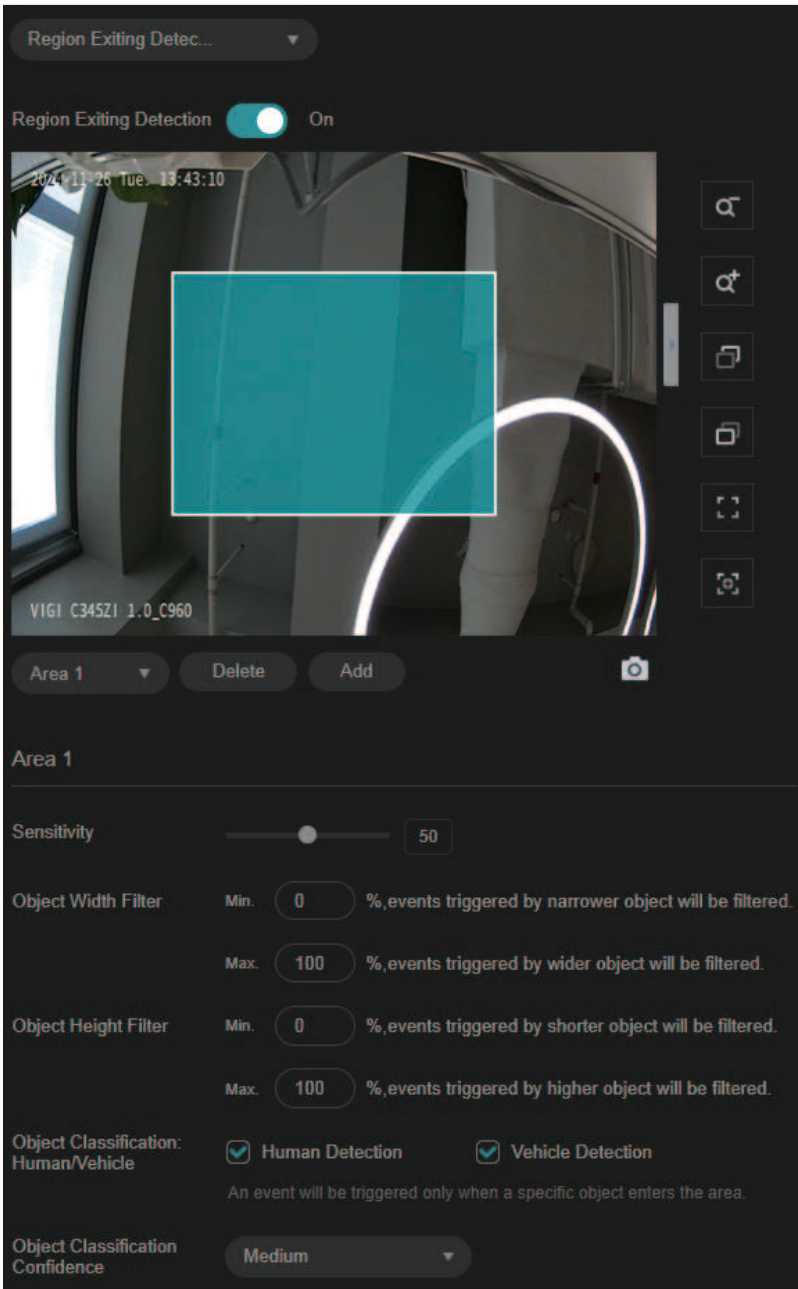 Region Exiting Detec...
Region Exiting Detection On
2024-11-26 Tue. 13:43:10
VIGI C345ZI 1.0_C960
Area 1 Delete Add
Area 1
Sensitivity 50
Object Width Filter Min. 0 %,events triggered by narrower object will be filtered.
Max. 100 %,events triggered by wider object will be filtered.
Object Height Filter Min. 0 %,events triggered by shorter object will be filtered.
Max. 100 %,events triggered by higher object will be filtered.
Object Classification:
Human/Vehicle Human Detection Vehicle Detection
An event will be triggered only when a specific object enters the area.
Object Classification
Confidence Medium